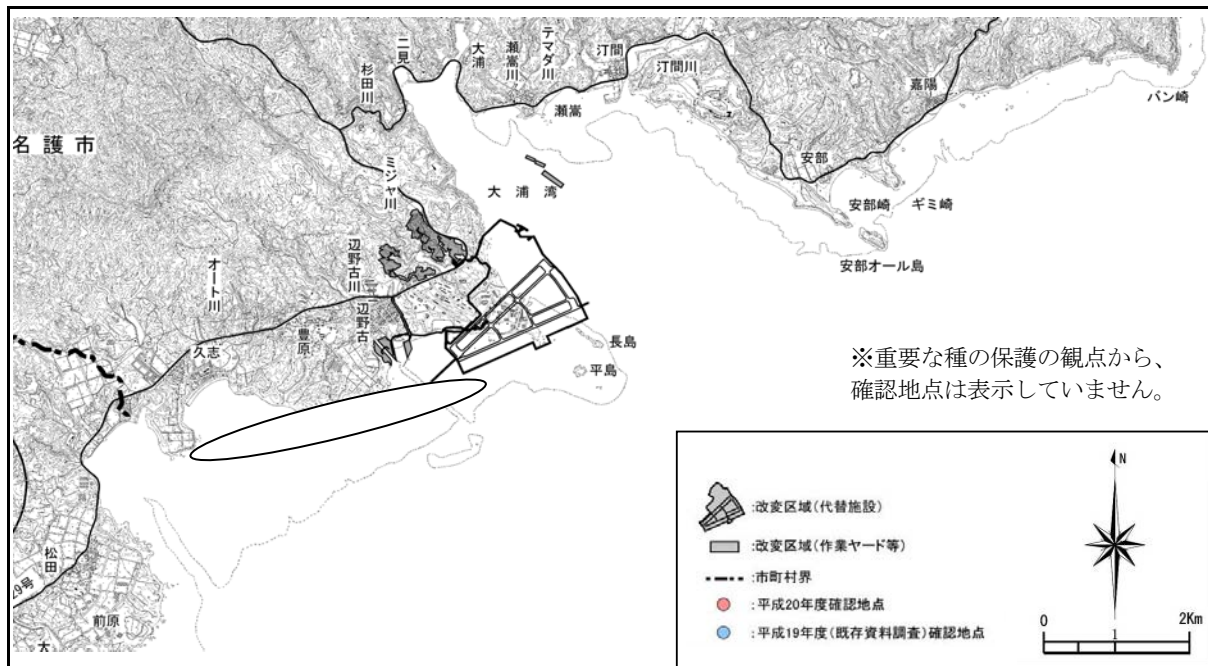 名護市
杉田川
二見
大浦
瀬嵩川
テマダ川
汀間
汀間川
瀬嵩
嘉陽
バン崎
安部
安部崎
ギミ崎
安部オール島
大浦湾
ミジャ川
辺野古川
辺野古
オート川
久志
豊原
長島
平島
松田
前原
29号
大
※重要な種の保護の観点から、
確認地点は表示していません。
:改変区域(代替施設)
:改変区域(作業ヤード等)
:市町村界
:平成20年度確認地点
:平成19年度(既存資料調査)確認地点
N
0 1 2Km